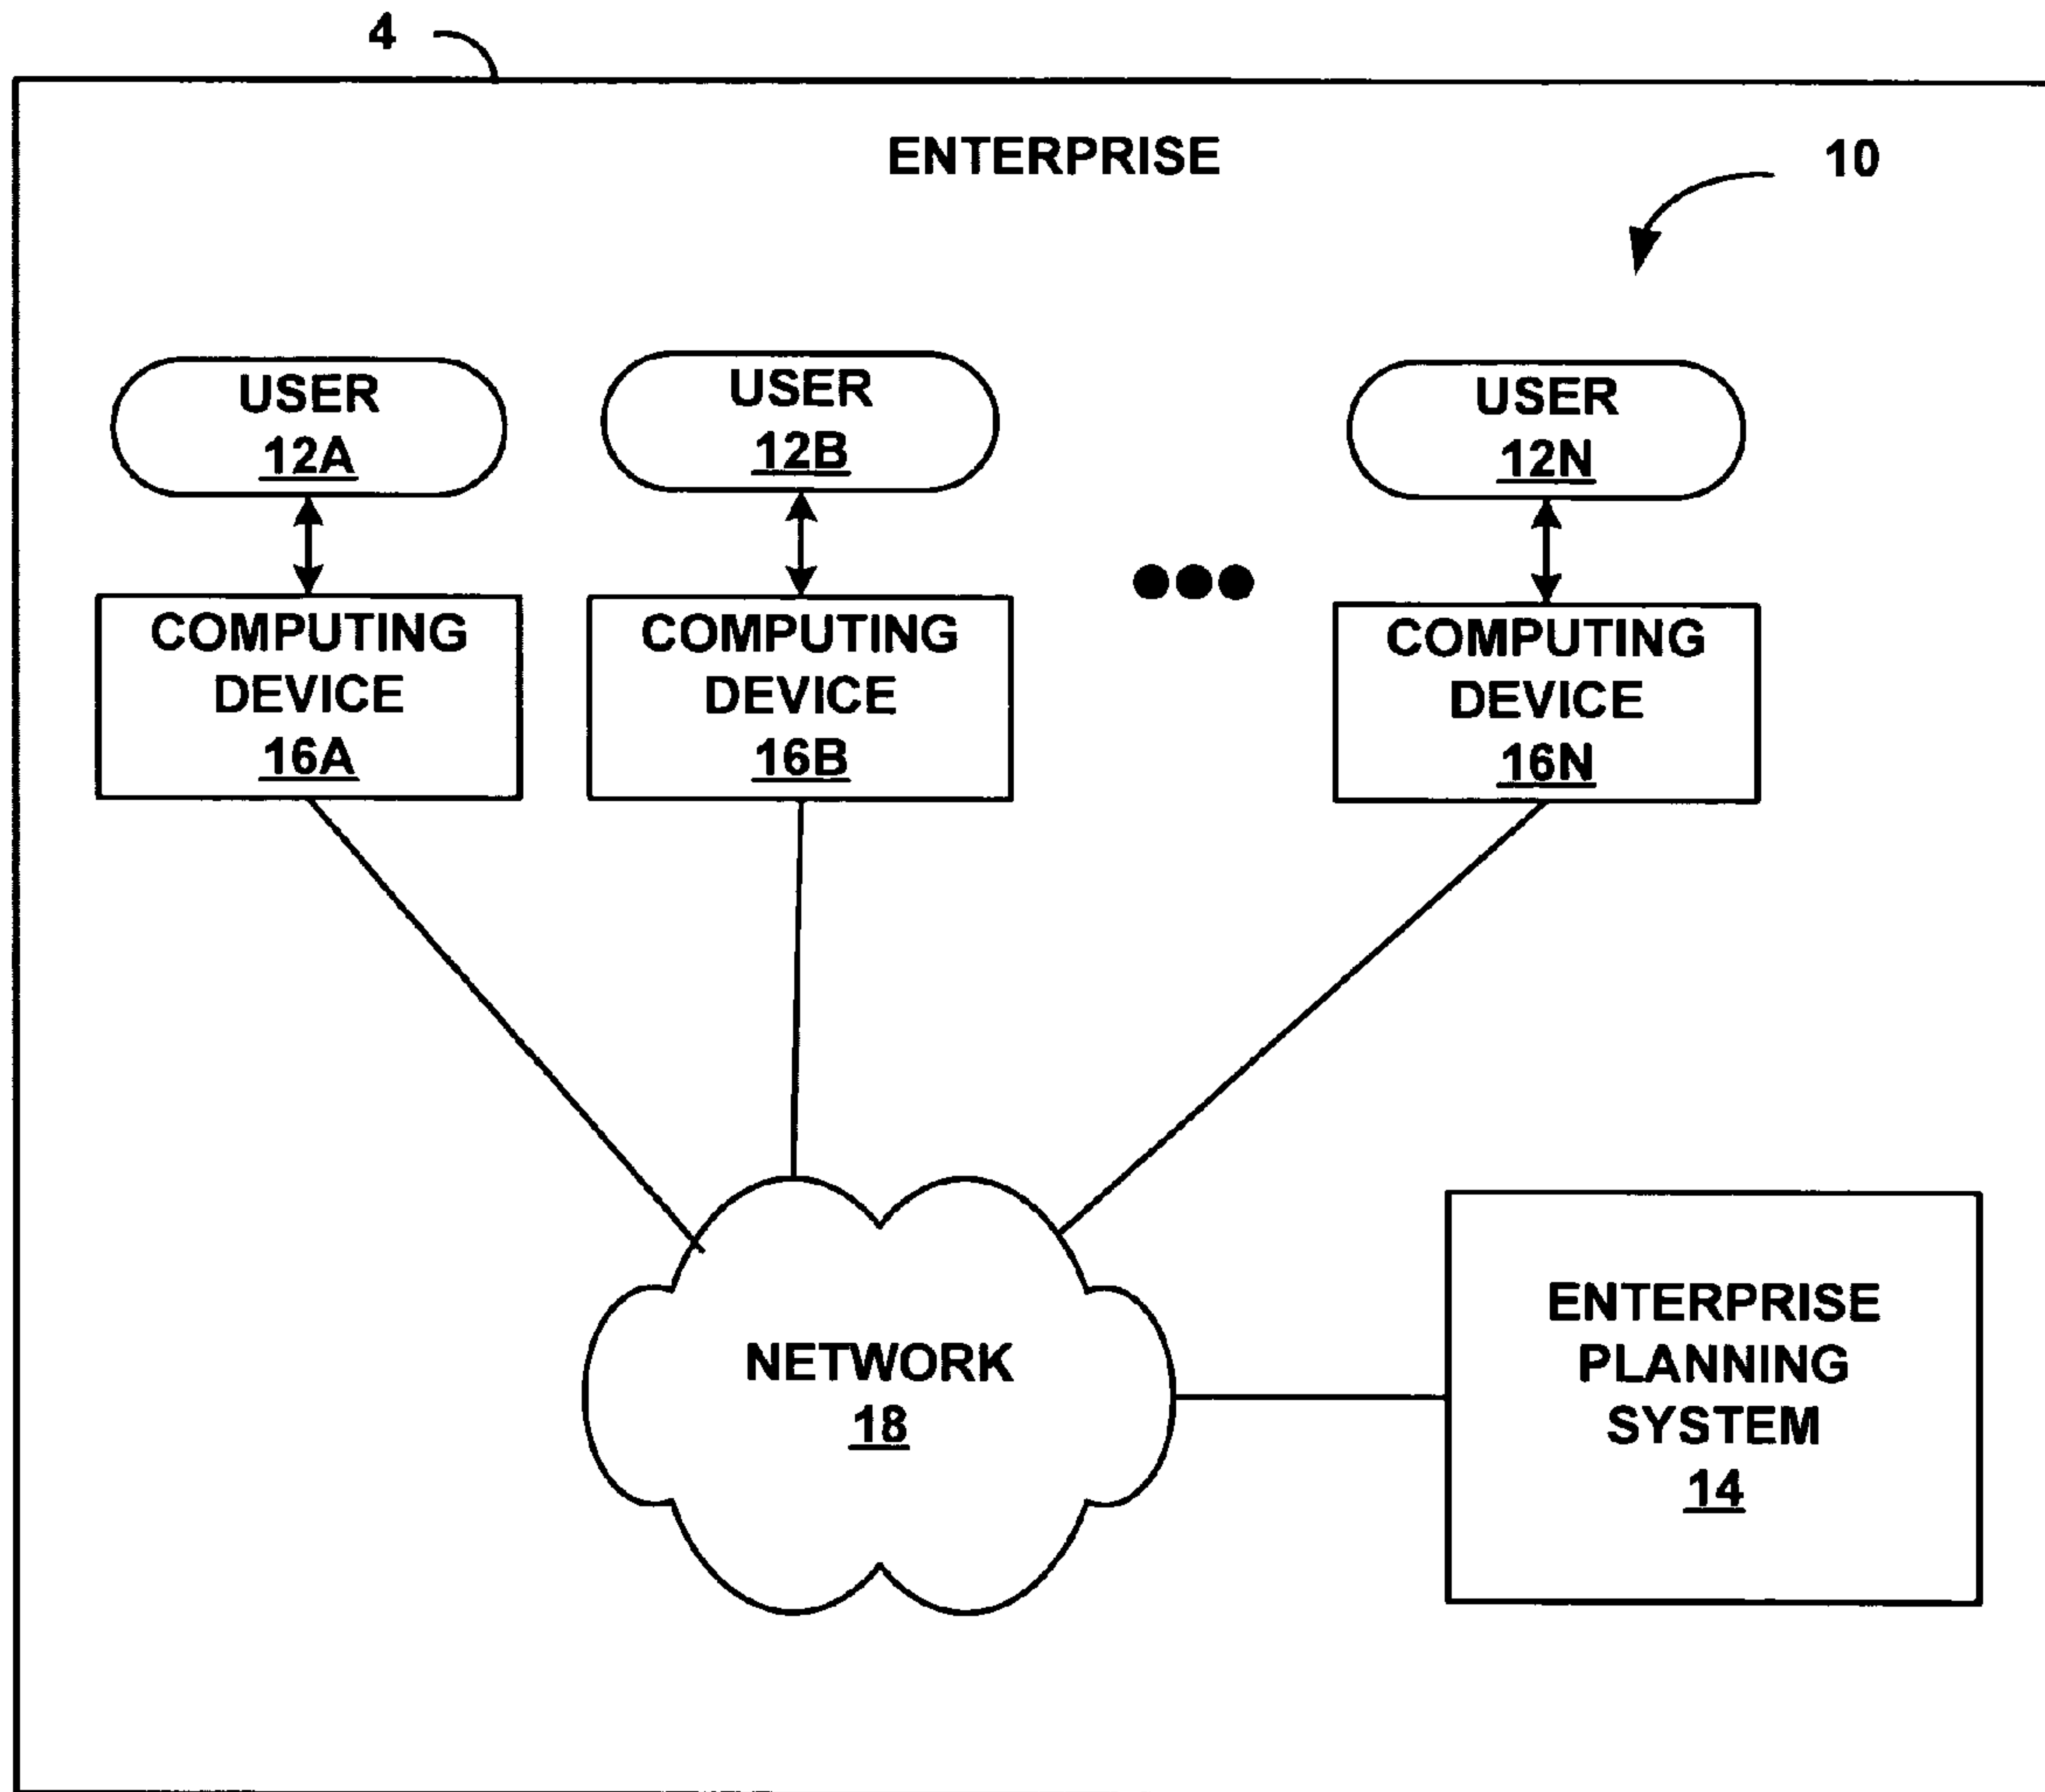 4
ENTERPRISE
10
USER
12A
USER
12B
USER
12N
COMPUTING
DEVICE
16A
COMPUTING
DEVICE
16B
COMPUTING
DEVICE
16N
NETWORK
18
ENTERPRISE
PLANNING
SYSTEM
14